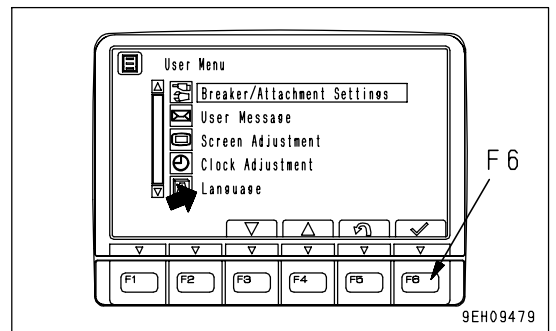 User Menu
Breaker/Attachment Settings
User Message
Screen Adjustment
Clock Adjustment
Language
F6
F1 F2 F3 F4 F5 F6
9EH09479